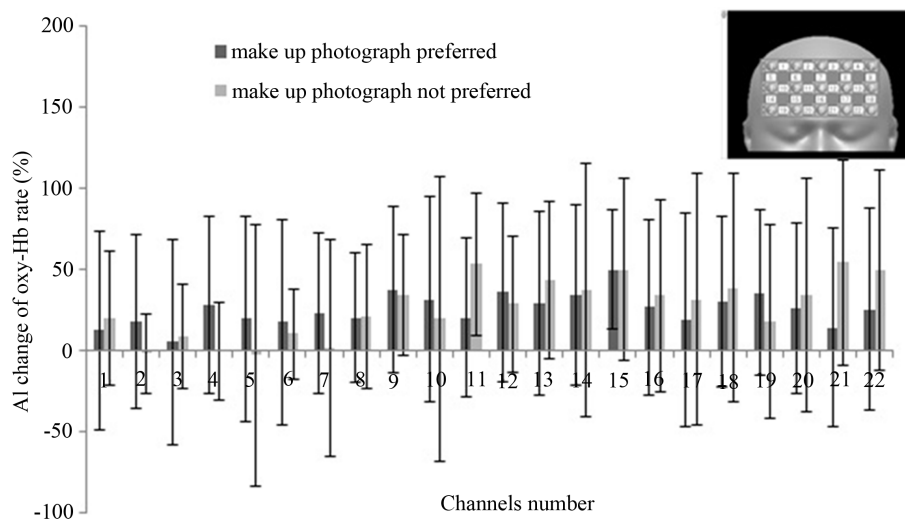 200
make up photograph preferred
make up photograph not preferred
150
100
50
0
-50
-100
Al change of oxy-Hb rate (%)
1 2 3 4 5 6 7 8 9 10 11 12 13 14 15 16 17 18 19 20 21 22
Channels number